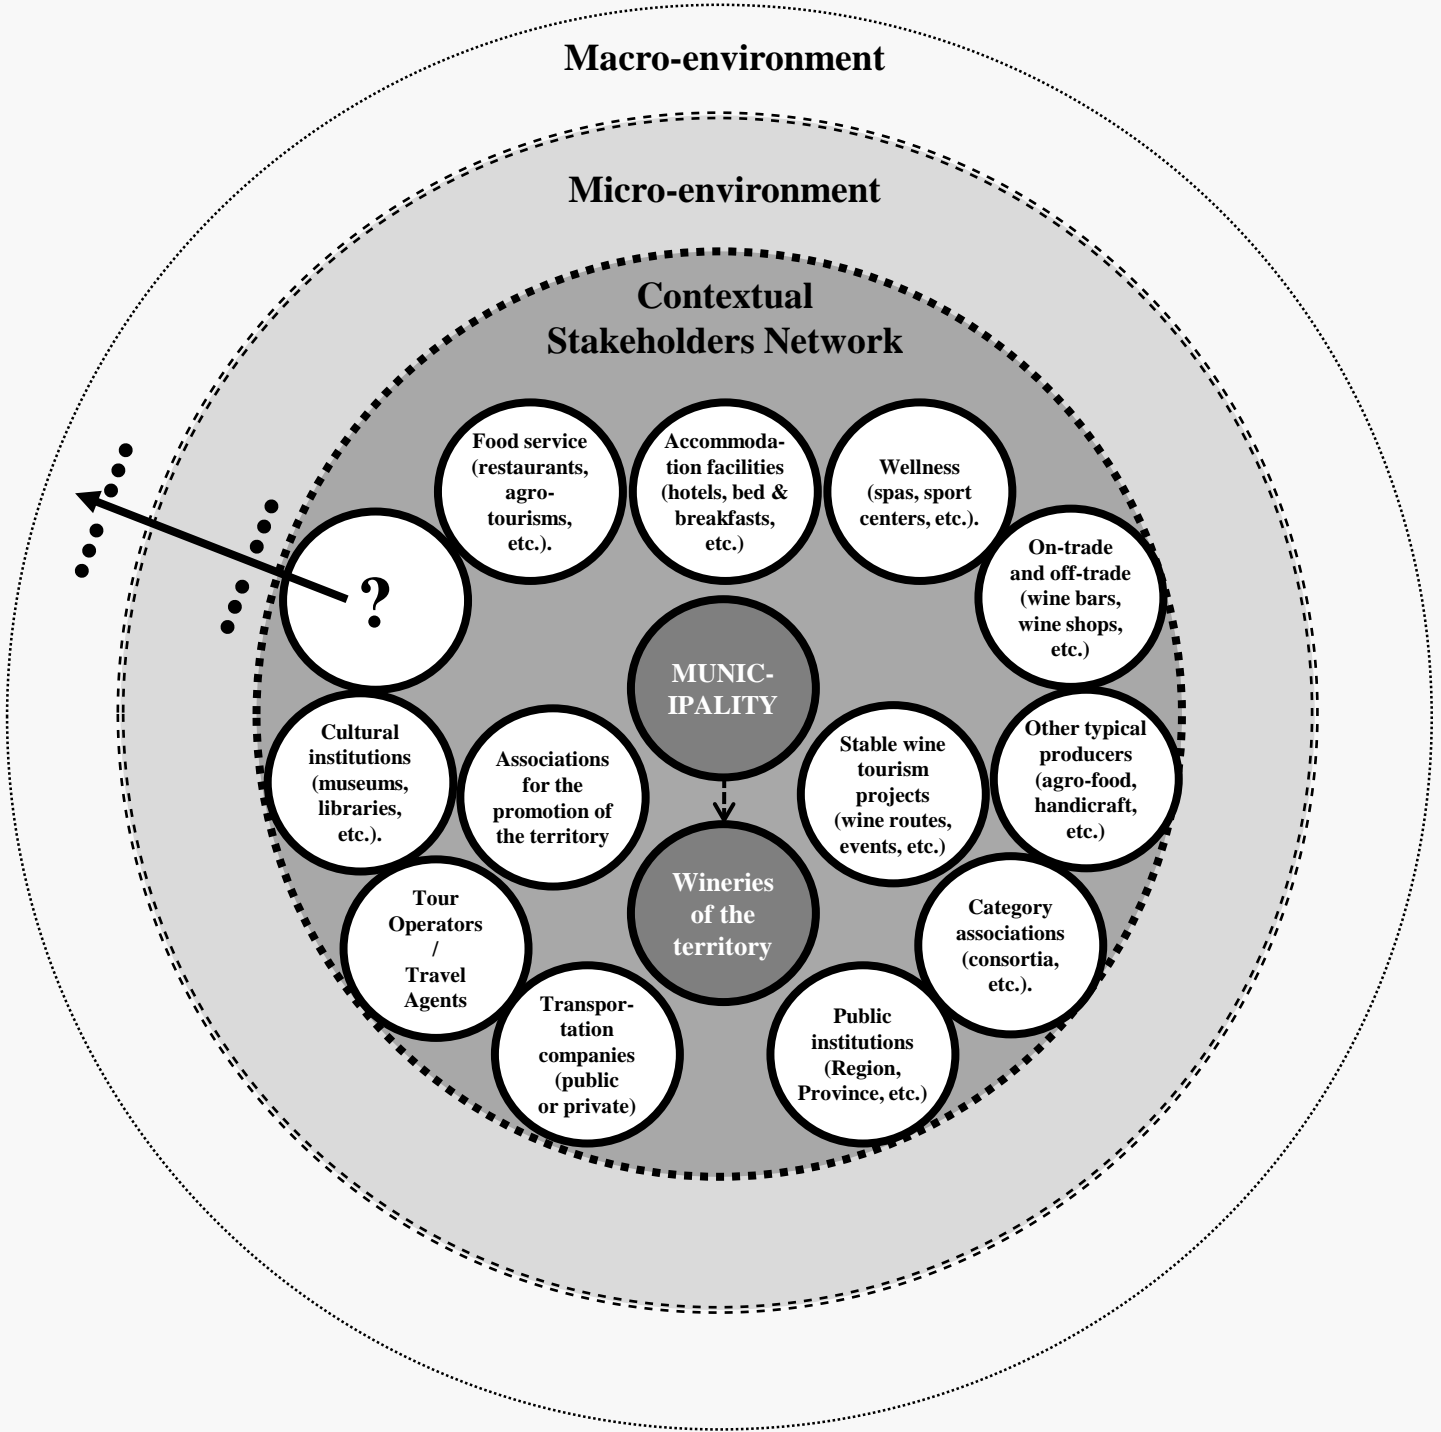 Macro-environment
Micro-environment
Contextual
Stakeholders Network
Food service
(restaurants,
agro-
tourisms,
etc.).
Accommoda-
tion facilities
(hotels, bed &
breakfasts,
etc.)
Wellness
(spas, sport
centers, etc.).
On-trade
and off-trade
(wine bars,
wine shops,
etc.)
?
MUNIC-
IPALITY
Cultural
institutions
(museums,
libraries,
etc.).
Associations
for the
promotion of
the territory
Stable wine
tourism
projects
(wine routes,
events, etc.)
Other typical
producers
(agro-food,
handicraft,
etc.)
Wineries
of the
territory
Tour
Operators
/
Travel
Agents
Category
associations
(consortia,
etc.).
Transpor-
tation
companies
(public
or private)
Public
institutions
(Region,
Province, etc.)